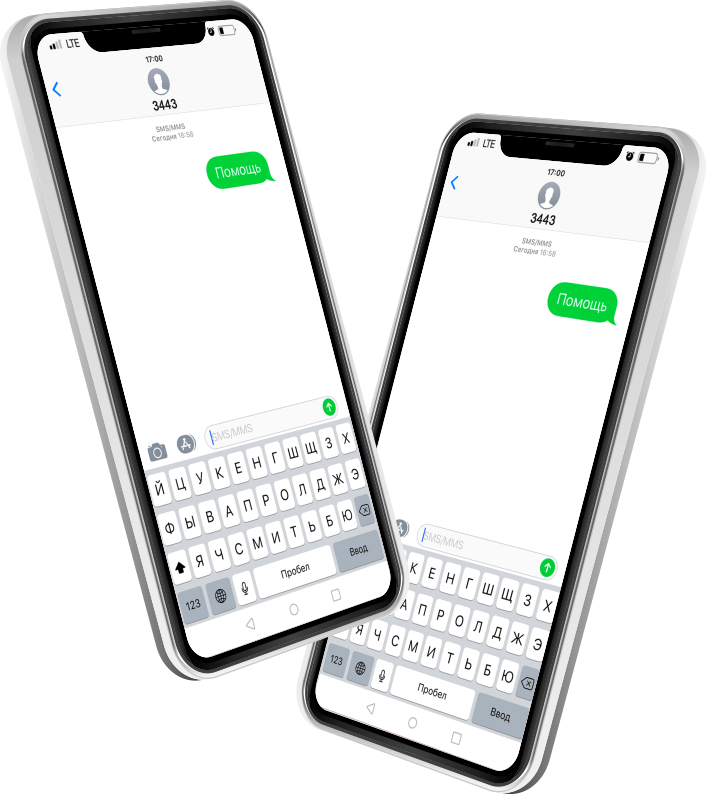 LTE
17:00
3443
SMS/MMS
Сегодня 16:58
Помощь
SMS/MMS
Й Ц У К Е Н Г Ш Щ З Х
Ф Ы В А П Р О Л Д Ж Э
Я Ч С М И Т Ь Б Ю
123 Пробел Ввод
LTE
17:00
3443
SMS/MMS
Сегодня 16:58
Помощь
SMS/MMS
К Е Н Г Ш Щ З Х
А П Р О Л Д Ж Э
Я Ч С М И Т Ь Б Ю
123 Пробел Ввод